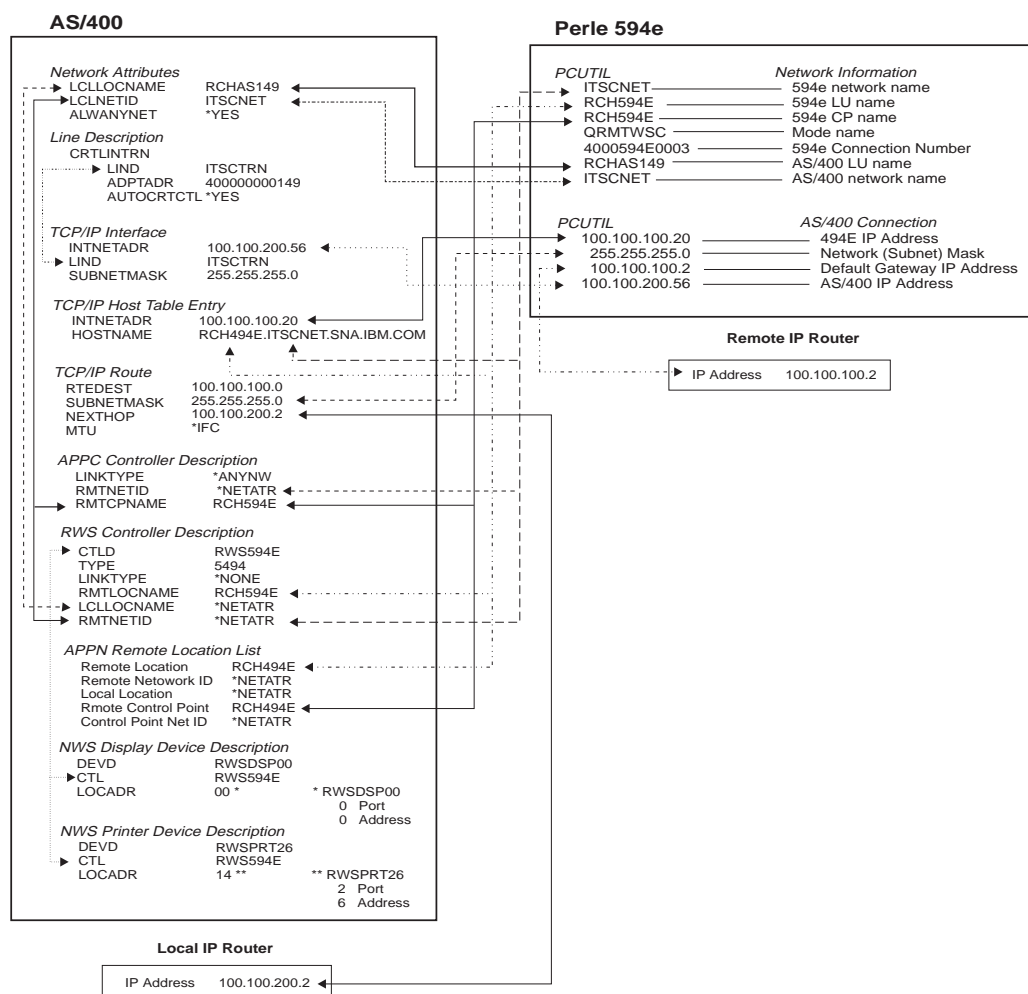 AS/400
Network Attributes
LCLLOCNAME RCHAS149
LCLNETID ITSCNET
ALWANYNET *YES
Line Description
CRTLINTRN
LIND ITSCTRN
ADPTADR 400000000149
AUTOCRTCTL *YES
TCP/IP Interface
INTNETADR 100.100.200.56
LIND ITSCTRN
SUBNETMASK 255.255.255.0
TCP/IP Host Table Entry
INTNETADR 100.100.100.20
HOSTNAME RCH494E.ITSCNET.SNA.IBM.COM
TCP/IP Route
RTEDEST 100.100.100.0
SUBNETMASK 255.255.255.0
NEXTHOP 100.100.200.2
MTU *IFC
APPC Controller Description
LINKTYPE *ANYNW
RMTNETID *NETATR
RMTCPNAME RCH594E
RWS Controller Description
CTLD RWS594E
TYPE 5494
LINKTYPE *NONE
RMTLOCNAME RCH594E
LCLLOCNAME *NETATR
RMTNETID *NETATR
APPN Remote Location List
Remote Location RCH494E
Remote Netowork ID *NETATR
Local Location *NETATR
Rmote Control Point RCH494E
Control Point Net ID *NETATR
NWS Display Device Description
DEVD RWSDSP00
CTL RWS594E
LOCADR 00 * * RWSDSP00
0 Port
0 Address
NWS Printer Device Description
DEVD RWSPRT26
CTL RWS594E
LOCADR 14 ** ** RWSPRT26
2 Port
6 Address
Local IP Router
IP Address 100.100.200.2
Perle 594e
PCUTIL Network Information
ITSCNET 594e network name
RCH594E 594e LU name
RCH594E 594e CP name
QRMTWSC Mode name
4000594E0003 594e Connection Number
RCHAS149 AS/400 LU name
ITSCNET AS/400 network name
PCUTIL AS/400 Connection
100.100.100.20 494E IP Address
255.255.255.0 Network (Subnet) Mask
100.100.100.2 Default Gateway IP Address
100.100.200.56 AS/400 IP Address
Remote IP Router
IP Address 100.100.100.2